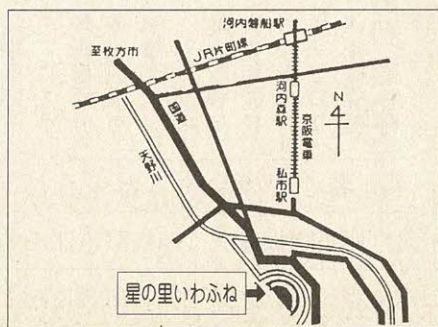 河内磐船駅
JR片町線
至枚方市
国道
河内森駅
京阪電車
N
天野川
私市駅
星の里いわふね